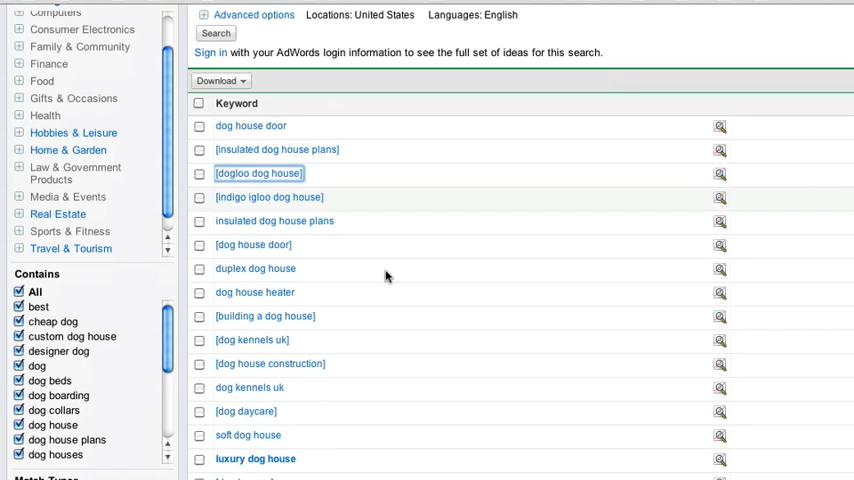 Computers
Consumer Electronics
Family & Community
Finance
Food
Gifts & Occasions
Health
Hobbies & Leisure
Home & Garden
Law & Government
Products
Media & Events
Real Estate
Sports & Fitness
Travel & Tourism
Contains
All
best
cheap dog
custom dog house
designer dog
dog
dog beds
dog boarding
dog collars
dog house
dog house plans
dog houses
Match Types
Advanced options Locations: United States Languages: English
Search
Sign in with your AdWords login information to see the full set of ideas for this search.
Download
Keyword
dog house door
[insulated dog house plans]
[dogloo dog house]
[indigo igloo dog house]
insulated dog house plans
[dog house door]
duplex dog house
dog house heater
[building a dog house]
[dog kennels uk]
[dog house construction]
dog kennels uk
[dog daycare]
soft dog house
luxury dog house